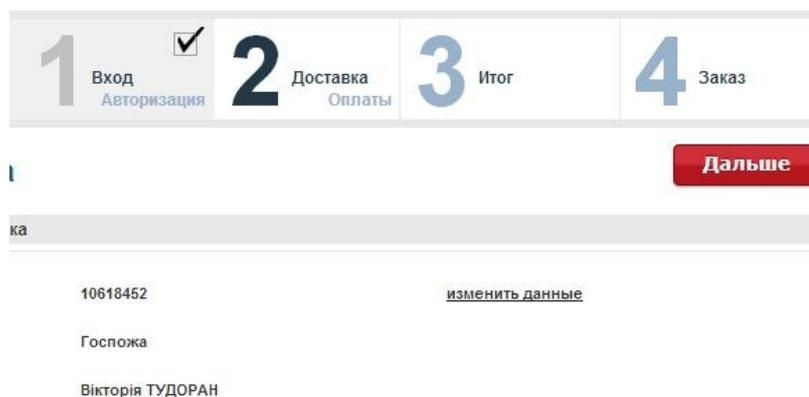 1 Вход Авторизация
2 Доставка Оплаты
3 Итог
4 Заказ
Дальше
ка
10618452 изменить данные
Госпожа
Вікторія ТУДОРАН